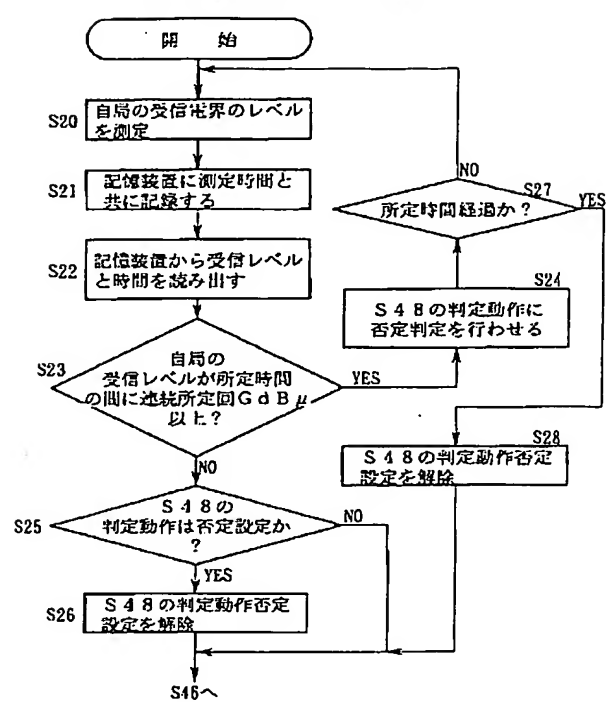 開 始
S20
自局の受信電界のレベル
を測定
S21
記憶装置に測定時間と
共に記録する
S22
記憶装置から受信レベル
と時間を読み出す
S23
自局の
受信レベルが所定時間
の間に連続所定回GdBμ
以上?
YES
NO
S24
S48の判定動作に
否定判定を行わせる
S27
所定時間経過か?
NO
YES
S28
S48の判定動作否定
設定を解除
S25
S48の
判定動作は否定設定か
?
NO
YES
S26
S48の判定動作否定
設定を解除
S46へ